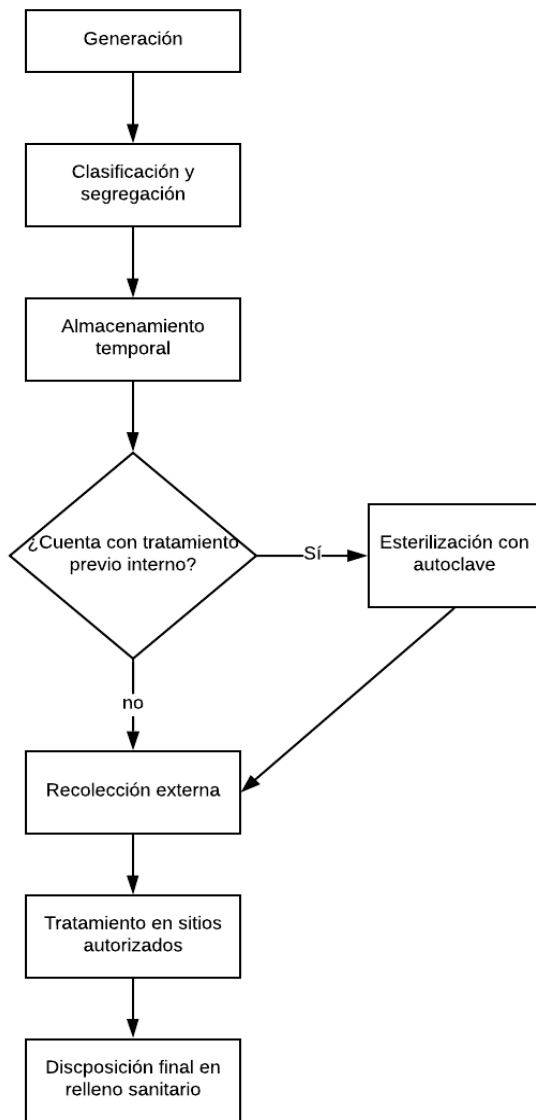 Generación
Clasificación y
segregación
Almacenamiento
temporal
¿Cuenta con tratamiento
previo interno?
Sí
Esterilización con
autoclave
no
Recolección externa
Tratamiento en sitios
autorizados
Discposición final en
relleno sanitario